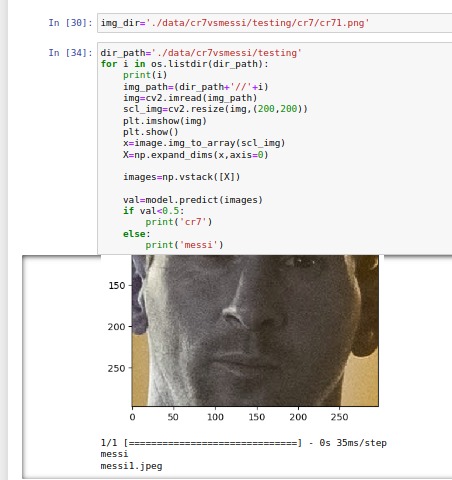 In [30]: img_dir='./data/cr7vsmessi/testing/cr7/cr71.png'
In [34]: dir_path='./data/cr7vsmessi/testing'
for i in os.listdir(dir_path):
    print(i)
    img_path=(dir_path+'//'+i)
    img=cv2.imread(img_path)
    scl_img=cv2.resize(img,(200,200))
    plt.imshow(img)
    plt.show()
    x=image.img_to_array(scl_img)
    X=np.expand_dims(x,axis=0)
    images=np.vstack([X])
    val=model.predict(images)
    if val<0.5:
        print('cr7')
    else:
        print('messi')
150
200
250
0 50 100 150 200 250
1/1 [==============================] - 0s 35ms/step
messi
messi1.jpeg